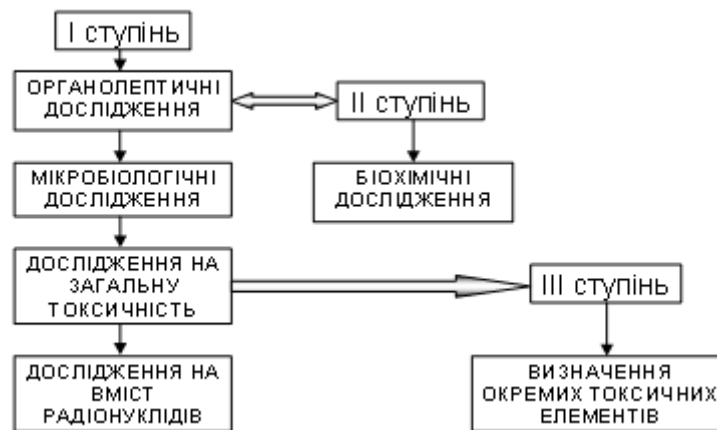 І ступінь
ОРГАНОЛЕПТИЧНІ
ДОСЛІДЖЕННЯ
ІІ ступінь
МІКРОБІОЛОГІЧНІ
ДОСЛІДЖЕННЯ
БІОХІМІЧНІ
ДОСЛІДЖЕННЯ
ДОСЛІДЖЕННЯ НА
ЗАГАЛЬНУ
ТОКСИЧНІСТЬ
ІІІ ступінь
ДОСЛІДЖЕННЯ НА
ВМІСТ
РАДІОНУКЛІДІВ
ВИЗНАЧЕННЯ
ОКРЕМИХ ТОКСИЧНИХ
ЕЛЕМЕНТІВ